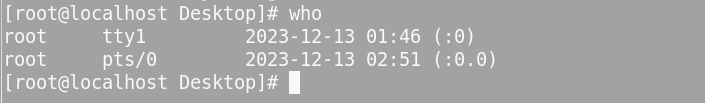 [root@localhost Desktop]# who
root     tty1         2023-12-13 01:46 (:0)
root     pts/0        2023-12-13 02:51 (:0.0)
[root@localhost Desktop]#